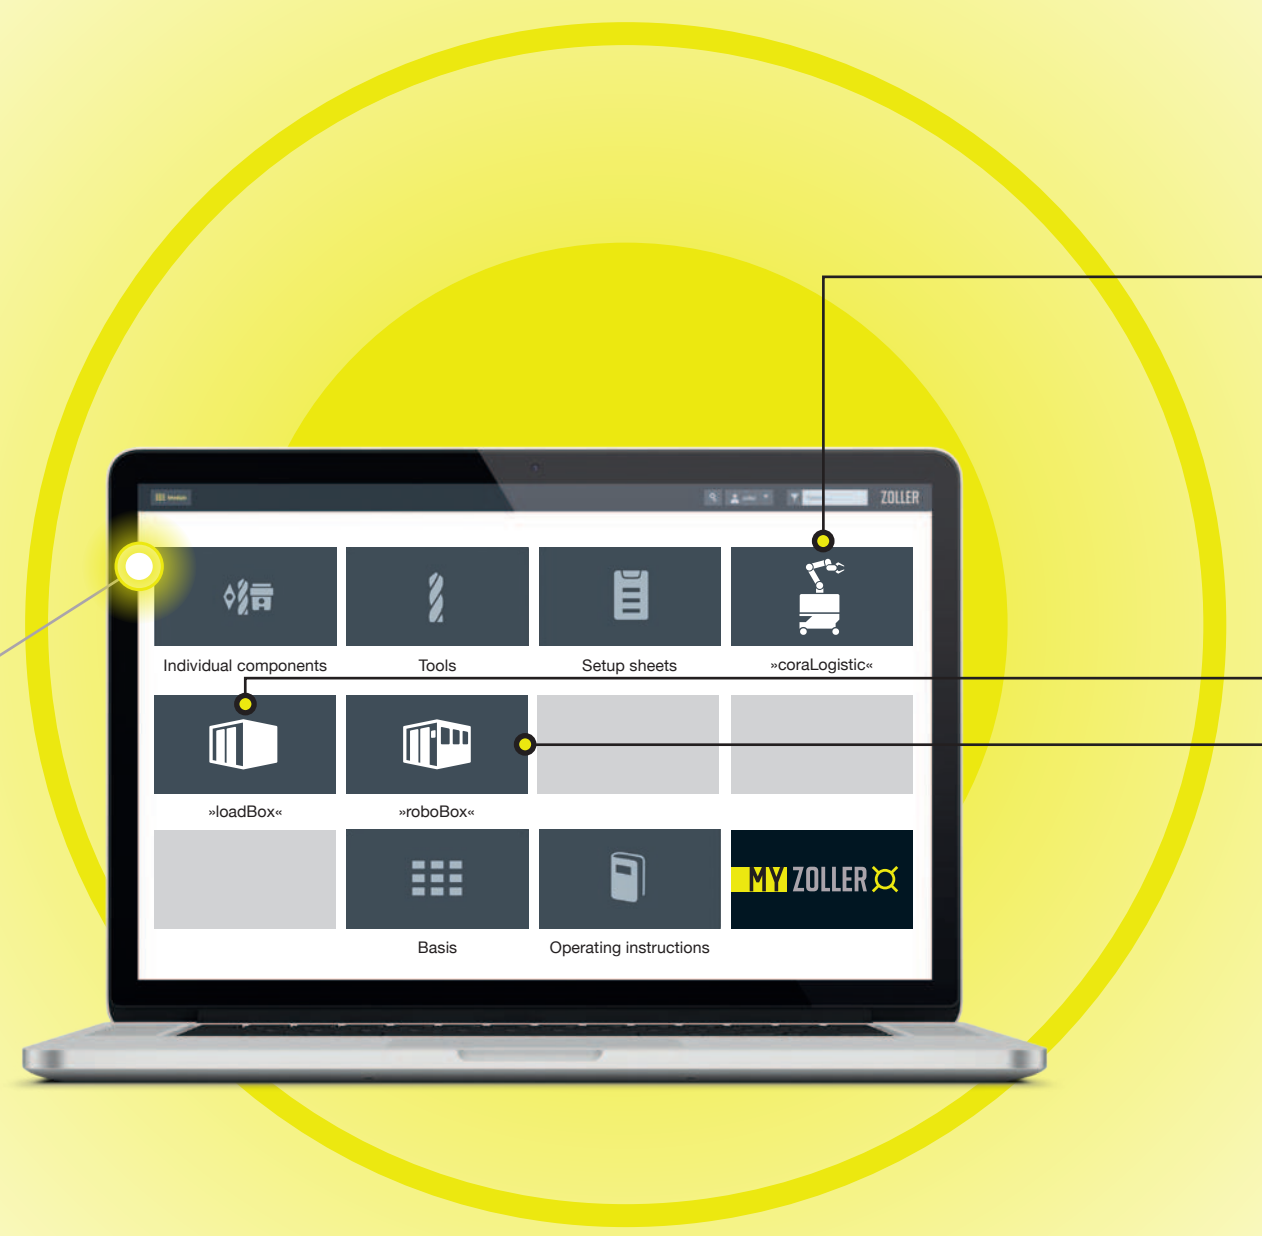 ZOLLER
Individual components
Tools
Setup sheets
»coraLogistic«
»loadBox«
»roboBox«
MY ZOLLER
Basis
Operating instructions